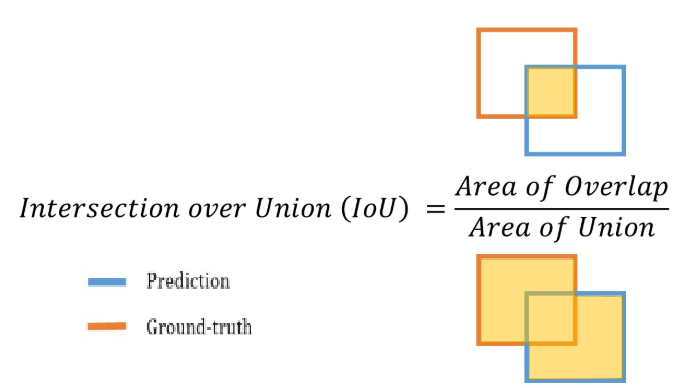 Intersection over Union (IoU) = Area of Overlap / Area of Union
Prediction
Ground-truth